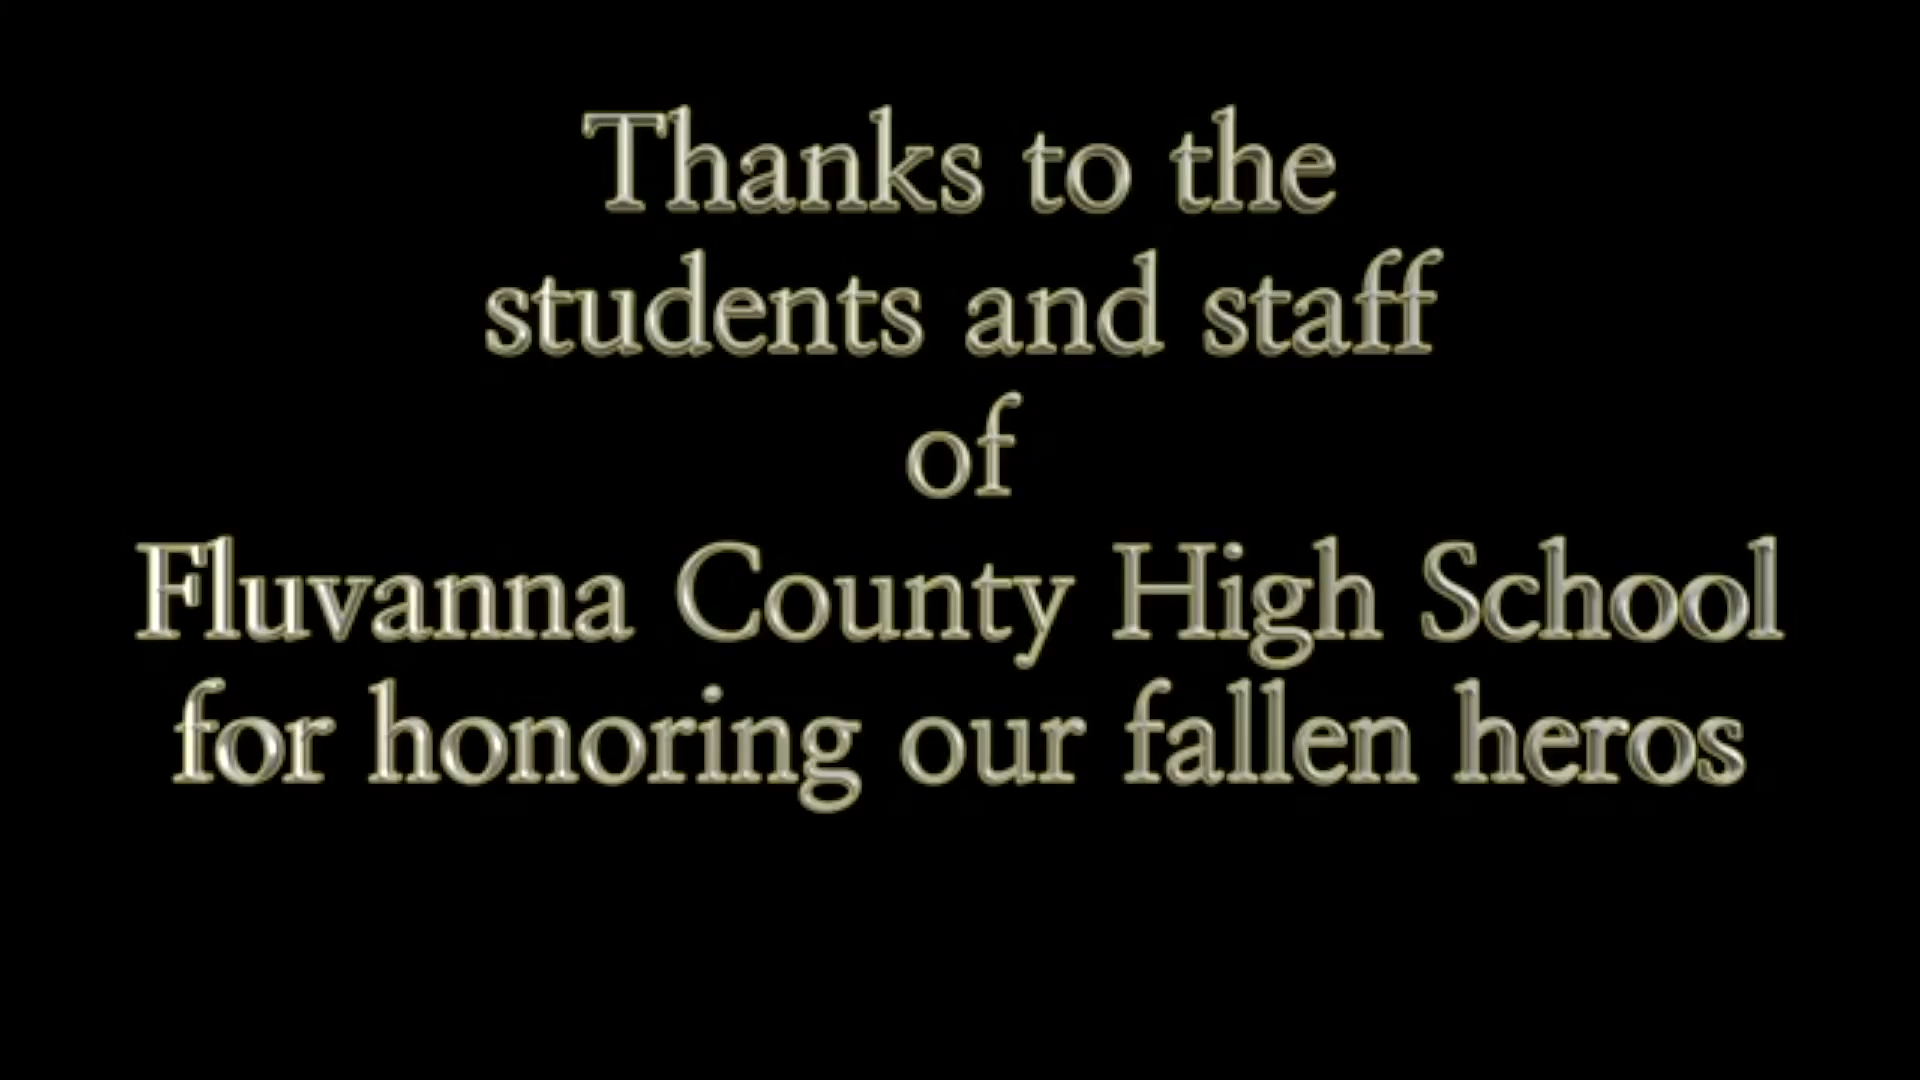 Thanks to the
students and staff
of
Fluvanna County High School
for honoring our fallen heros